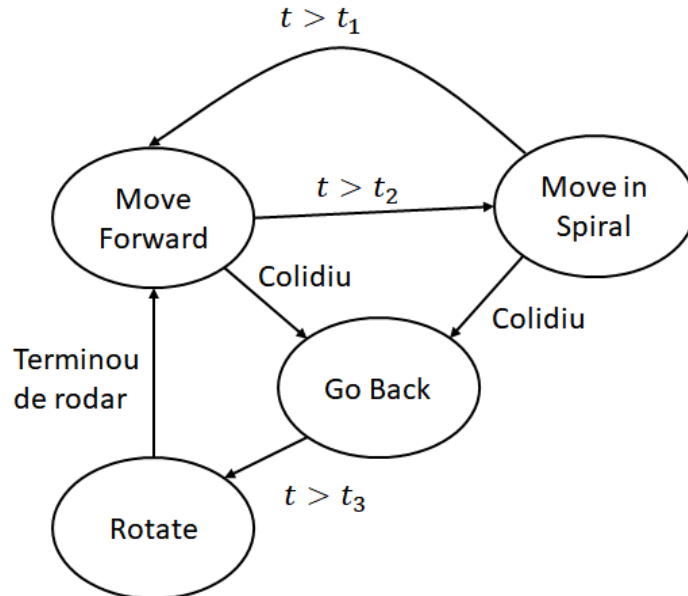 t > t₁
Move
Forward
t > t₂
Move in
Spiral
Colidiu
Colidiu
Terminou
de rodar
Go Back
t > t₃
Rotate